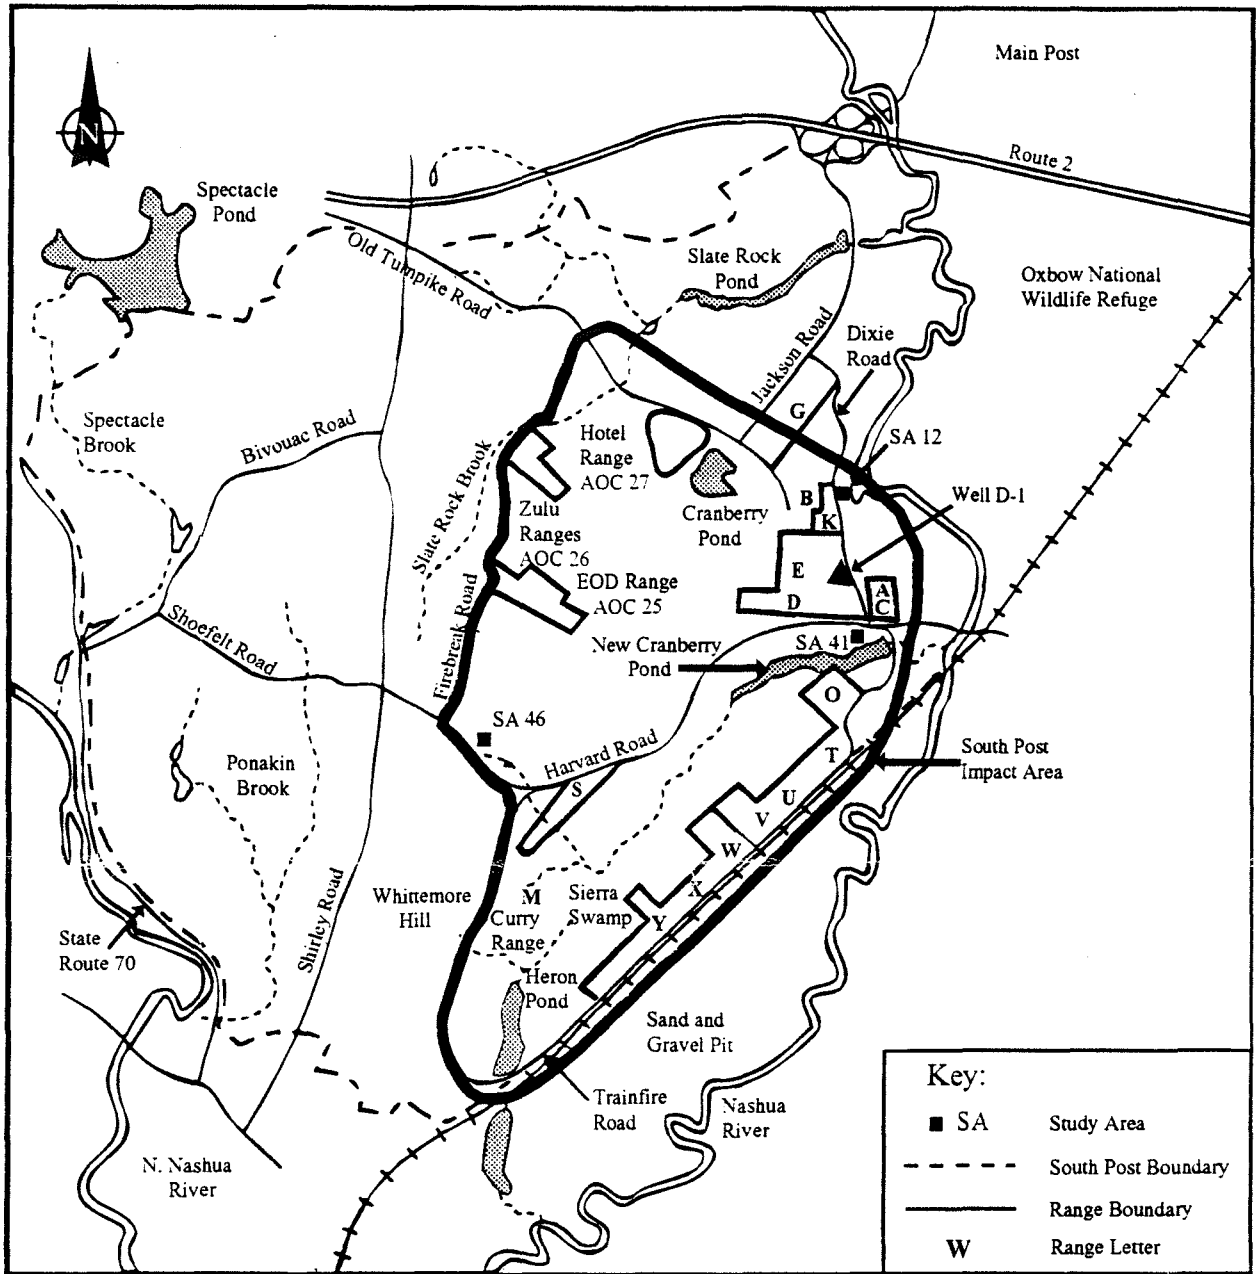 Main Post
N
Route 2
Spectacle
Pond
Old Turnpike Road
Slate Rock
Pond
Oxbow National
Wildlife Refuge
Jackson Road
Dixie
Road
Spectacle
Brook
Bivouac Road
G
SA 12
Hotel
Range
AOC 27
Slate Rock Brook
Cranberry
Pond
B
K
Well D-1
Zulu
Ranges
AOC 26
EOD Range
AOC 25
E
D
A
C
Shoefelt Road
Firebreak Road
New Cranberry
Pond
SA 41
O
SA 46
Harvard Road
Ponakin
Brook
T
South Post
Impact Area
S
U
V
W
X
Y
Whittemore
Hill
M
Curry
Range
Sierra
Swamp
Shirley Road
State
Route 70
Heron
Pond
Sand and
Gravel Pit
Trainfire
Road
Nashua
River
N. Nashua
River
Key:
SA
Study Area
South Post Boundary
Range Boundary
W
Range Letter